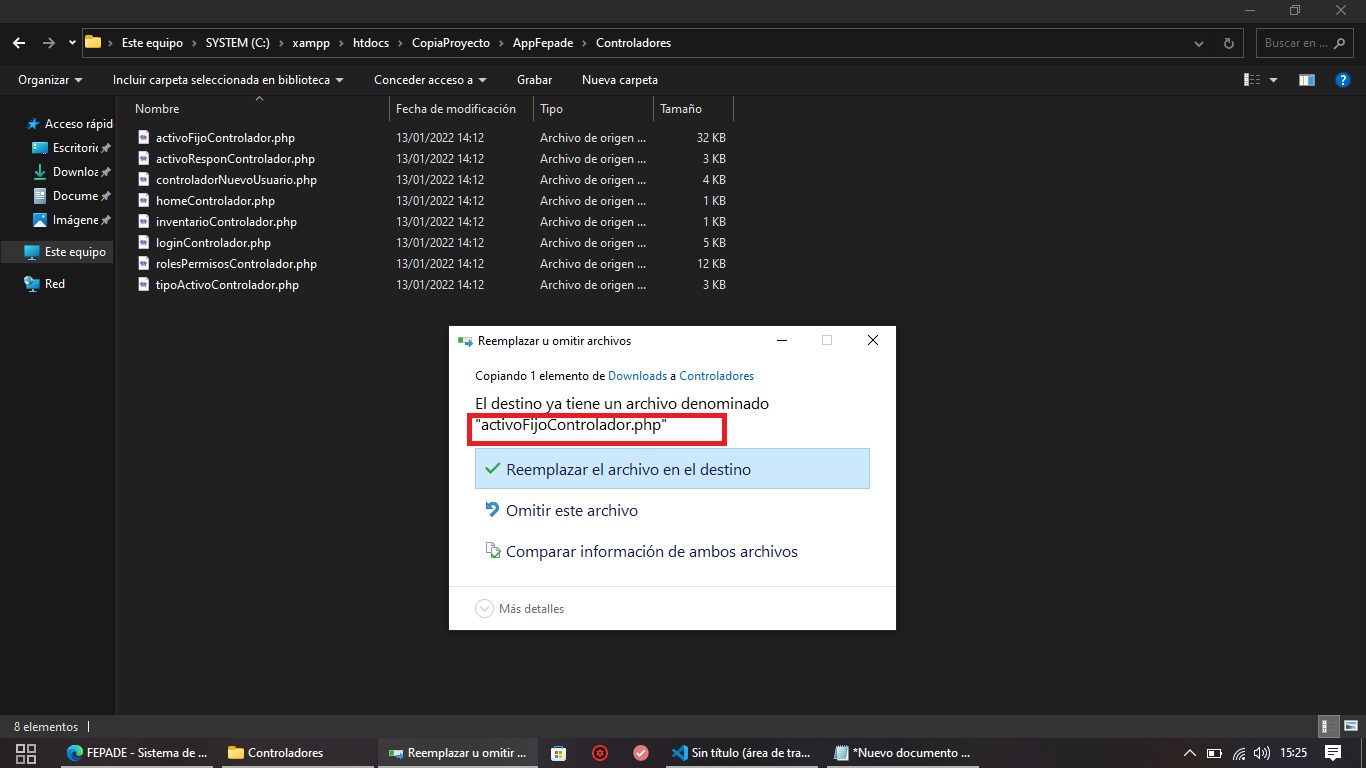 Este equipo > SYSTEM (C:) > xampp > htdocs > CopiaProyecto > AppFepade > Controladores
Buscar en ...
Organizar Incluir carpeta seleccionada en biblioteca Conceder acceso a Grabar Nueva carpeta
Nombre Fecha de modificación Tipo Tamaño
Acceso rápid
Escritoric
Downloa
Docume
Imágene
Este equipo
Red
activoFijoControlador.php 13/01/2022 14:12 Archivo de origen ... 32 KB
activoResponControlador.php 13/01/2022 14:12 Archivo de origen ... 3 KB
controladorNuevoUsuario.php 13/01/2022 14:12 Archivo de origen ... 4 KB
homeControlador.php 13/01/2022 14:12 Archivo de origen ... 1 KB
inventarioControlador.php 13/01/2022 14:12 Archivo de origen ... 1 KB
loginControlador.php 13/01/2022 14:12 Archivo de origen ... 5 KB
rolesPermisosControlador.php 13/01/2022 14:12 Archivo de origen ... 12 KB
tipoActivoControlador.php 13/01/2022 14:12 Archivo de origen ... 3 KB
Reemplazar u omitir archivos
Copiando 1 elemento de Downloads a Controladores
El destino ya tiene un archivo denominado
"activoFijoControlador.php"
Reemplazar el archivo en el destino
Omitir este archivo
Comparar información de ambos archivos
Más detalles
8 elementos
FEPADE - Sistema de ... Controladores Reemplazar u omitir ... Sin título (área de tra... *Nuevo documento ... 15:25